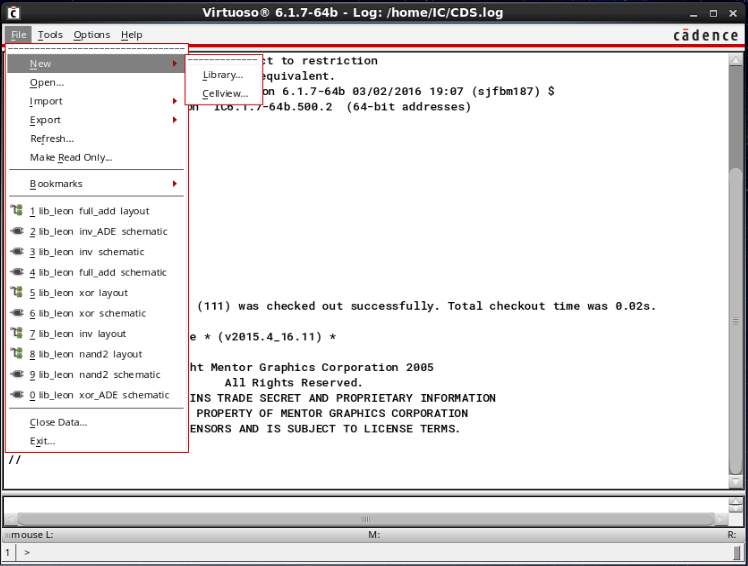 Virtuoso® 6.1.7-64b - Log: /home/IC/CDS.log
File Tools Options Help
cādence
New
Library...
Cellview...
Open...
Import
Export
Refresh...
Make Read Only...
Bookmarks
1 lib_leon full_add layout
2 lib_leon inv_ADE schematic
3 lib_leon inv schematic
4 lib_leon full_add schematic
5 lib_leon xor layout
6 lib_leon xor schematic
7 lib_leon inv layout
8 lib_leon nand2 layout
9 lib_leon nand2 schematic
0 lib_leon xor_ADE schematic
Close Data...
Exit...
ct to restriction
equivalent.
on 6.1.7-64b 03/02/2016 19:07 (sjfbm187) $
IC6.1.7-64b.500.2 (64-bit addresses)
(111) was checked out successfully. Total checkout time was 0.02s.
e * (v2015.4_16.11) *
ht Mentor Graphics Corporation 2005
All Rights Reserved.
INS TRADE SECRET AND PROPRIETARY INFORMATION
PROPERTY OF MENTOR GRAPHICS CORPORATION
ENSORS AND IS SUBJECT TO LICENSE TERMS.
//
mouse L: M: R:
1 >